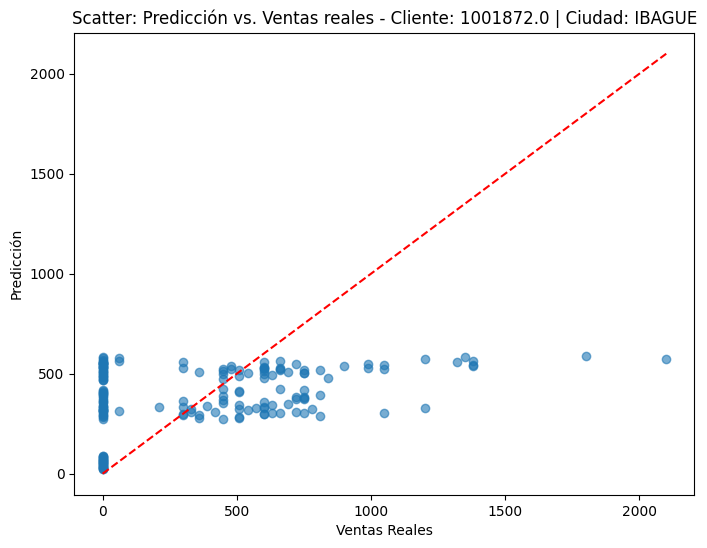 Scatter: Predicción vs. Ventas reales - Cliente: 1001872.0 | Ciudad: IBAGUE
2000
1500
1000
500
0
Predicción
0 500 1000 1500 2000
Ventas Reales